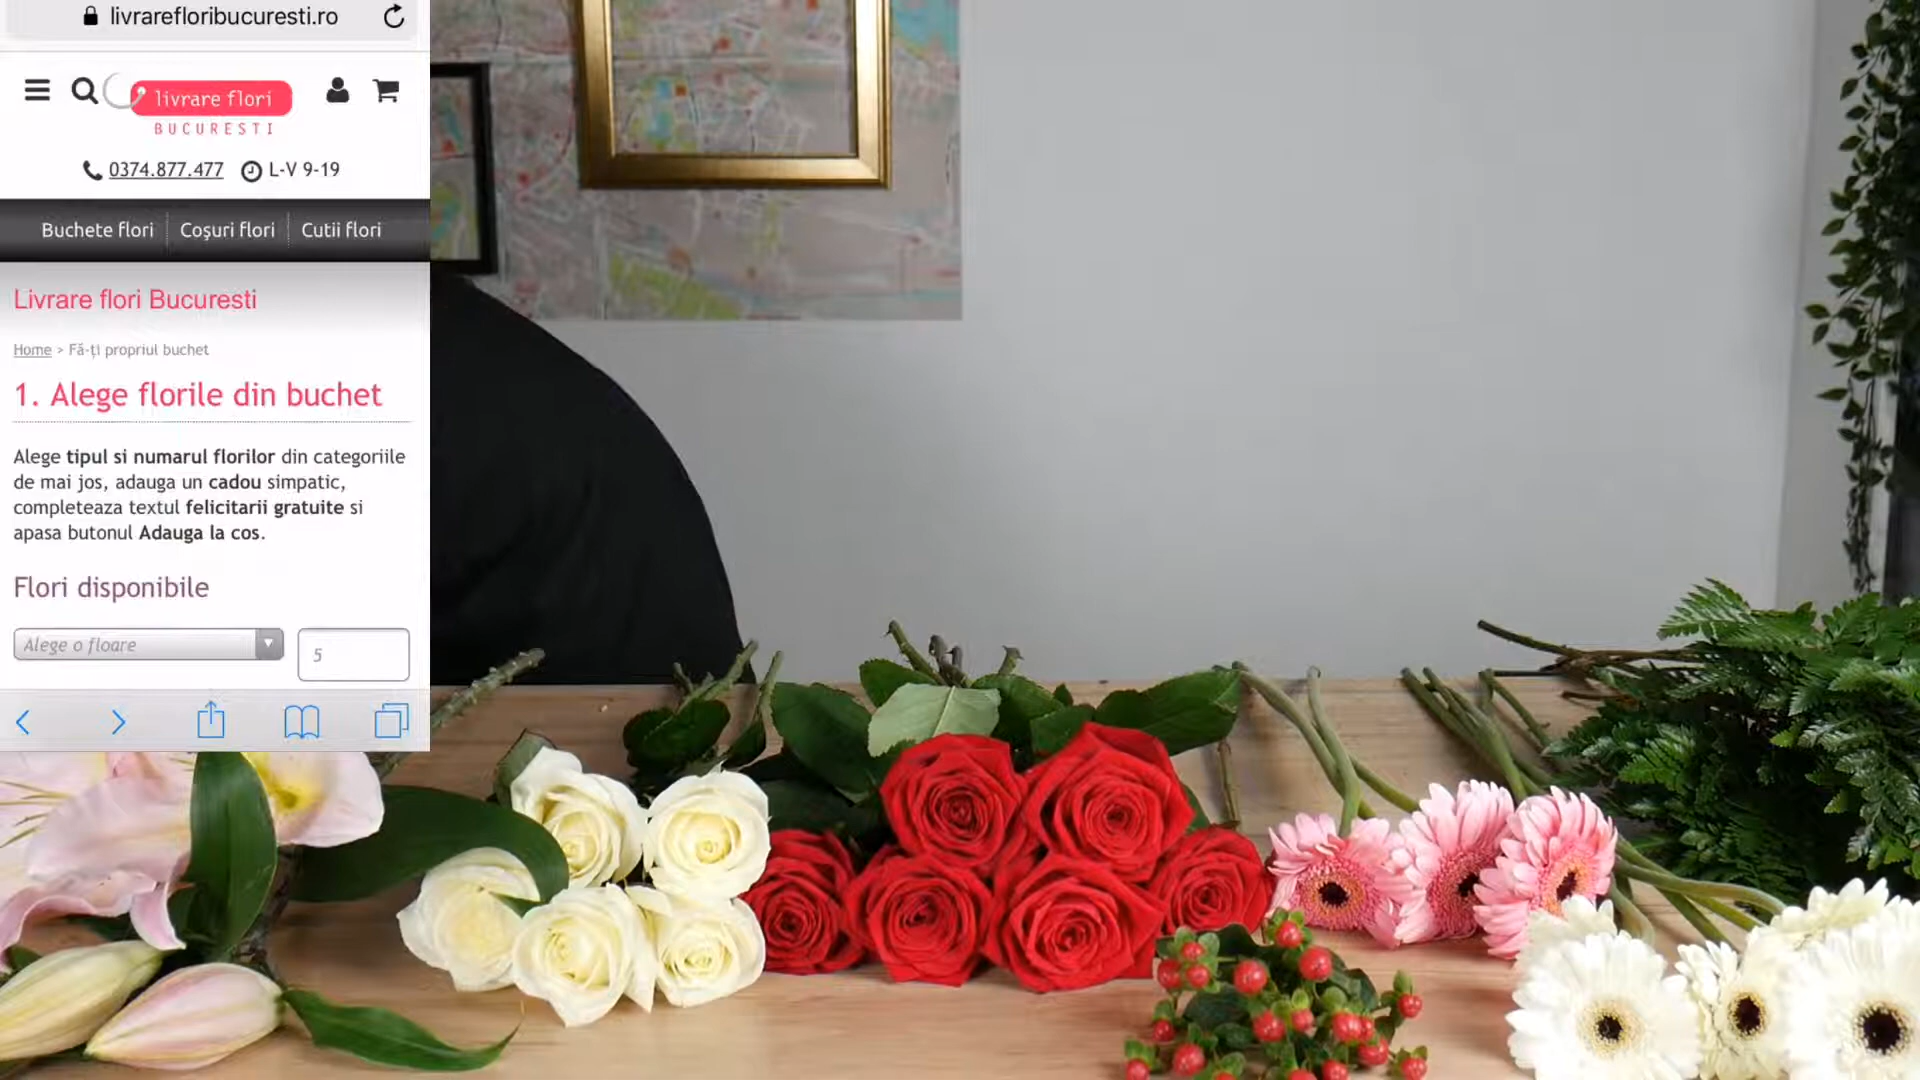 livrarefloribucuresti.ro
livrare flori
BUCURESTI
0374.877.477 L-V 9-19
Buchete flori Coşuri flori Cutii flori
Livrare flori Bucuresti
Home > Fă-ți propriul buchet
1. Alege florile din buchet
Alege tipul si numarul florilor din categoriile
de mai jos, adauga un cadou simpatic,
completeaza textul felicitarii gratuite si
apasa butonul Adauga la cos.
Flori disponibile
Alege o floare 5